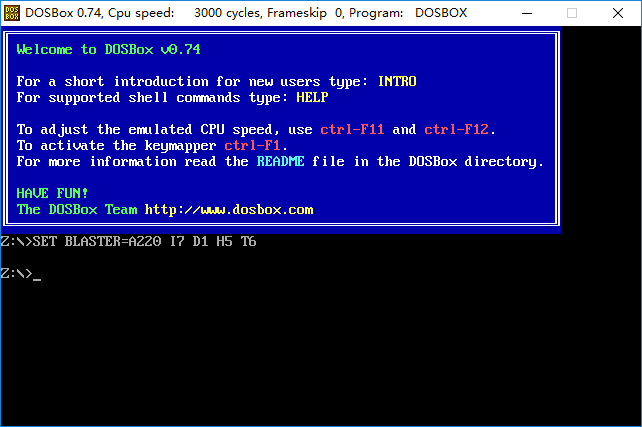 DOSBox 0.74, Cpu speed: 3000 cycles, Frameskip 0, Program: DOSBOX
Welcome to DOSBox v0.74
For a short introduction for new users type: INTRO
For supported shell commands type: HELP
To adjust the emulated CPU speed, use ctrl-F11 and ctrl-F12.
To activate the keymapper ctrl-F1.
For more information read the README file in the DOSBox directory.
HAVE FUN!
The DOSBox Team http://www.dosbox.com
Z:\>SET BLASTER=A220 I7 D1 H5 T6
Z:\>_